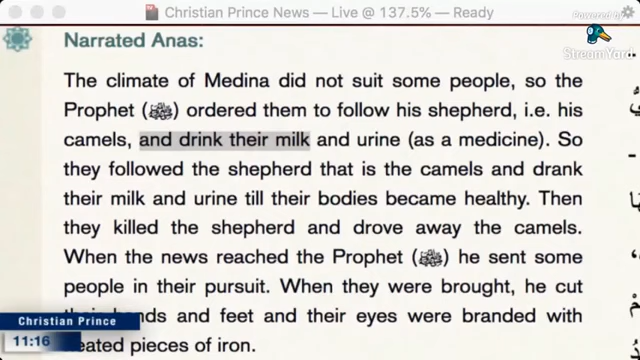 Christian Prince News — Live @ 137.5% — Ready
Powered by
StreamYard
Narrated Anas:
The climate of Medina did not suit some people, so the
Prophet (ﷺ) ordered them to follow his shepherd, i.e. his
camels, and drink their milk and urine (as a medicine). So
they followed the shepherd that is the camels and drank
their milk and urine till their bodies became healthy. Then
they killed the shepherd and drove away the camels.
When the news reached the Prophet (ﷺ) he sent some
people in their pursuit. When they were brought, he cut
their hands and feet and their eyes were branded with
heated pieces of iron.
Christian Prince
11:16